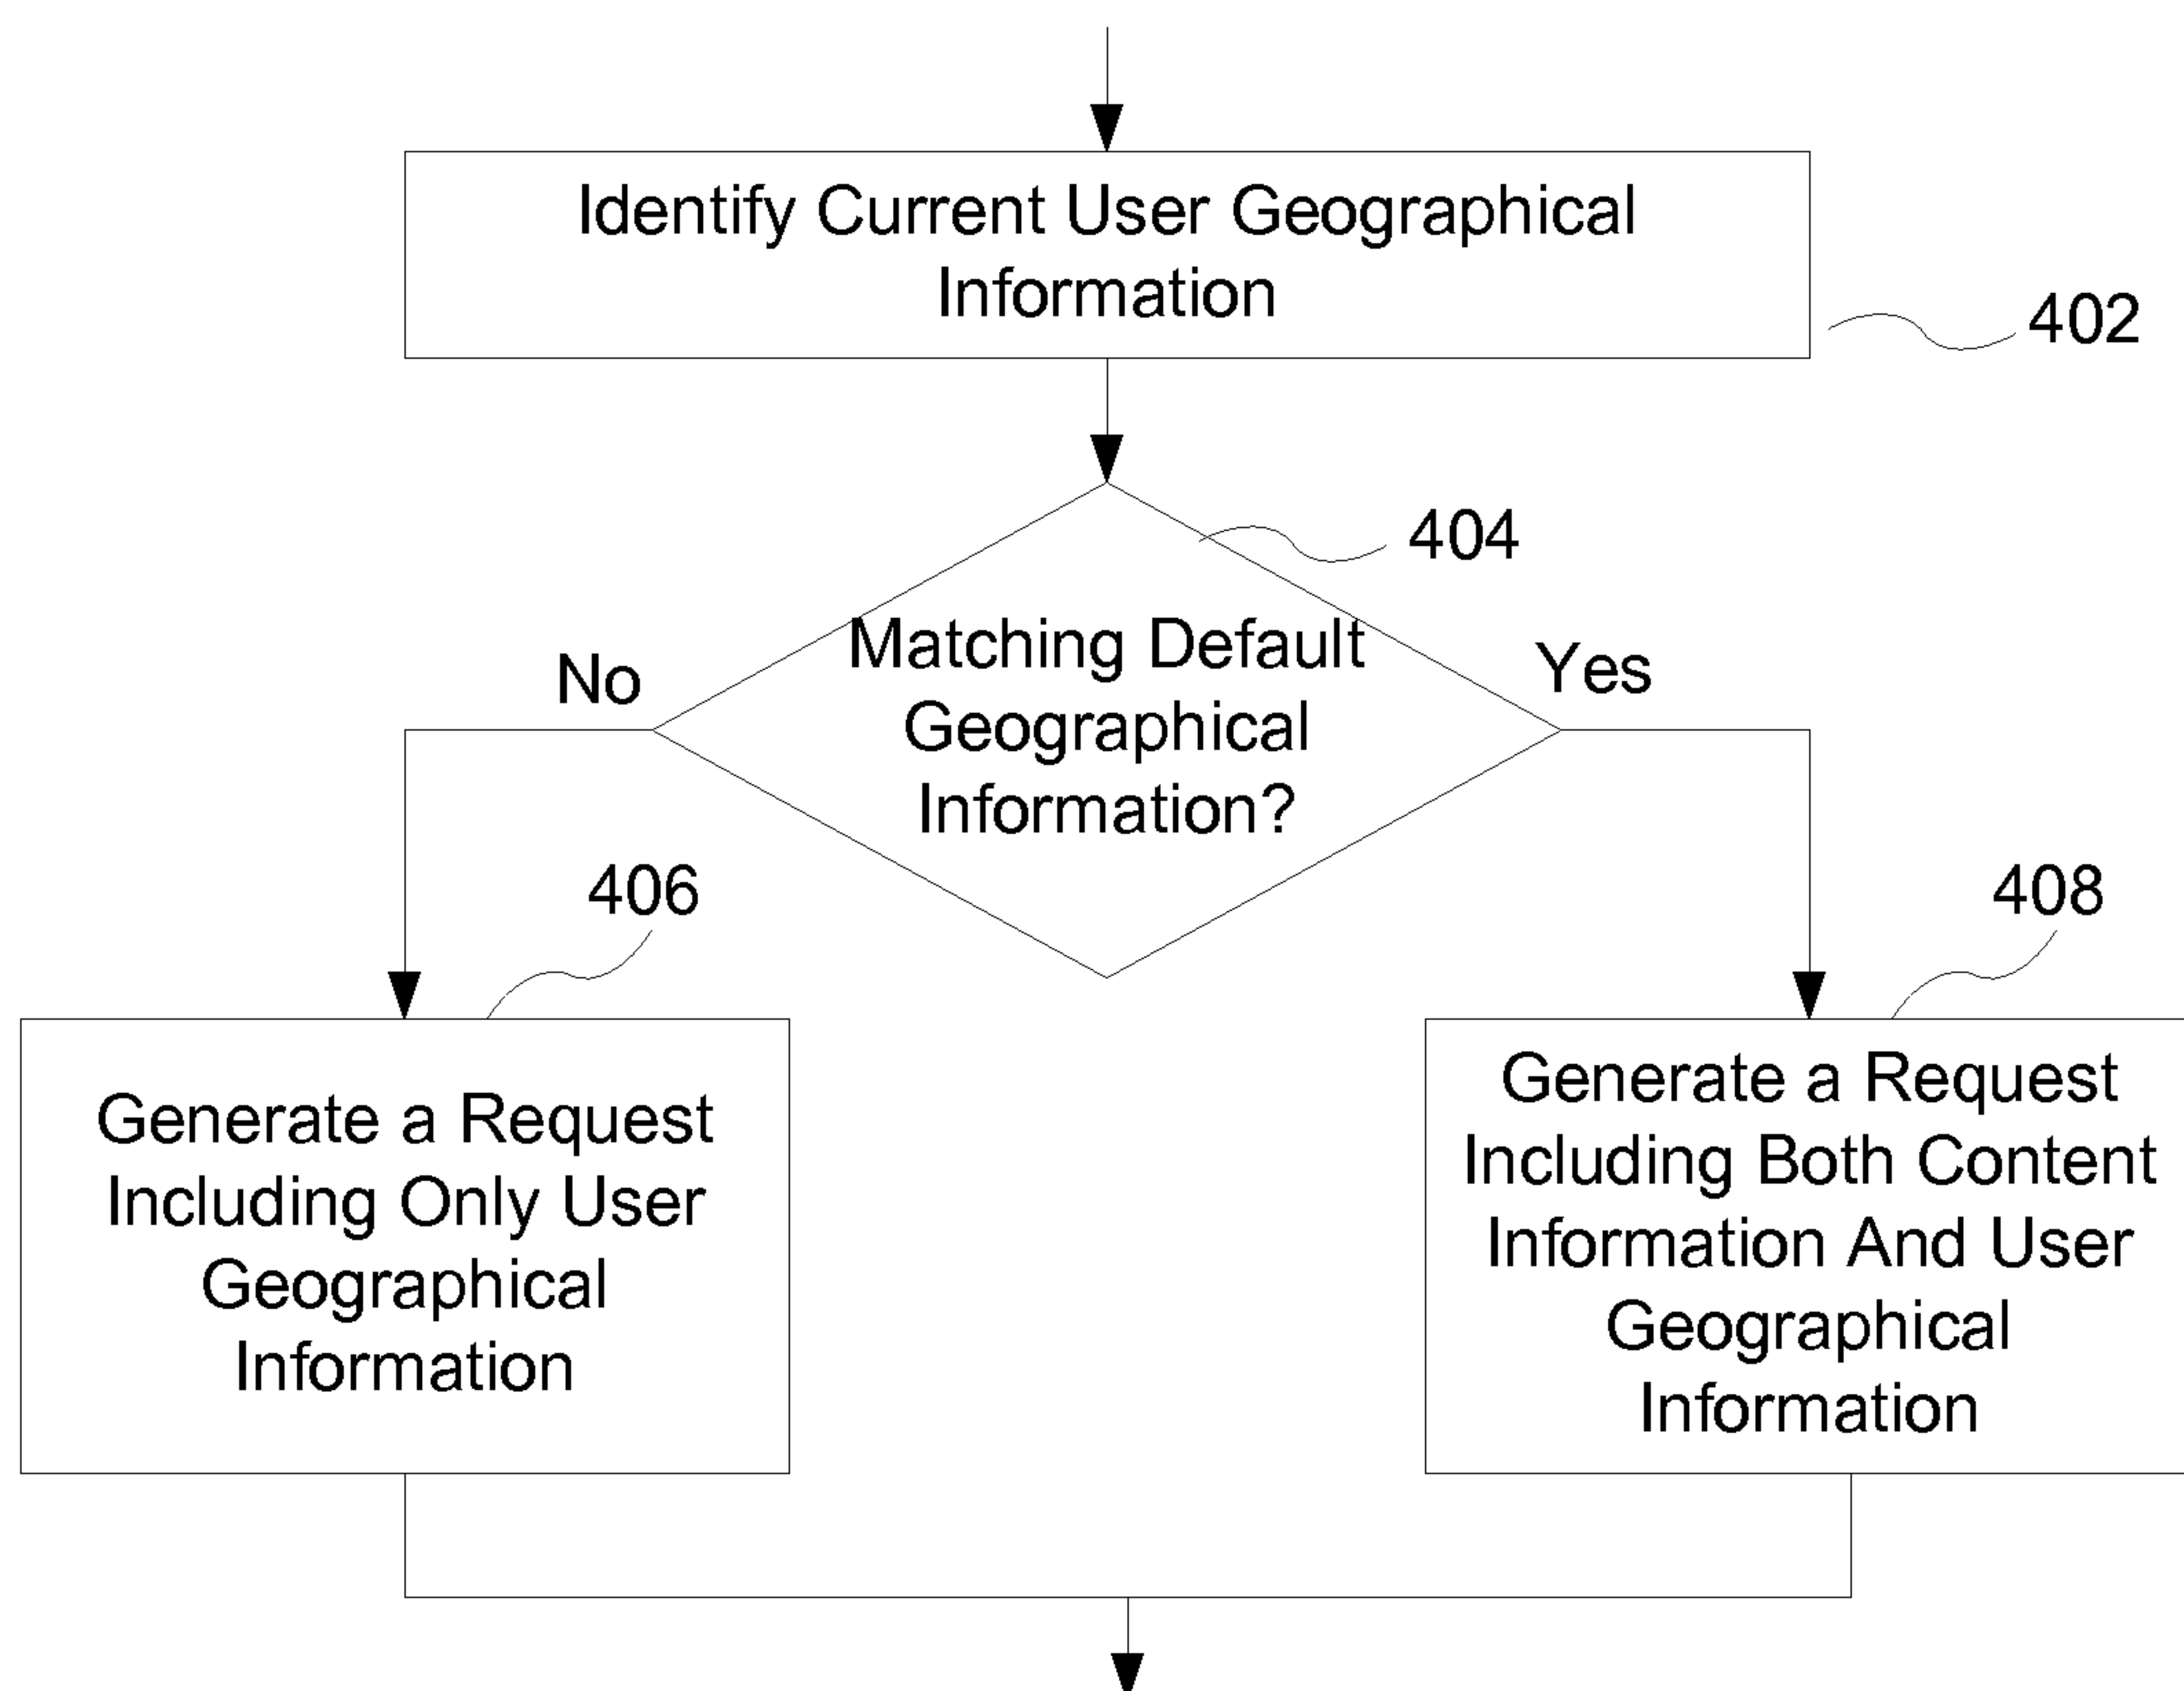 Identify Current User Geographical
Information
402
404
Matching Default
Geographical
Information?
No
Yes
406
408
Generate a Request
Including Only User
Geographical
Information
Generate a Request
Including Both Content
Information And User
Geographical
Information